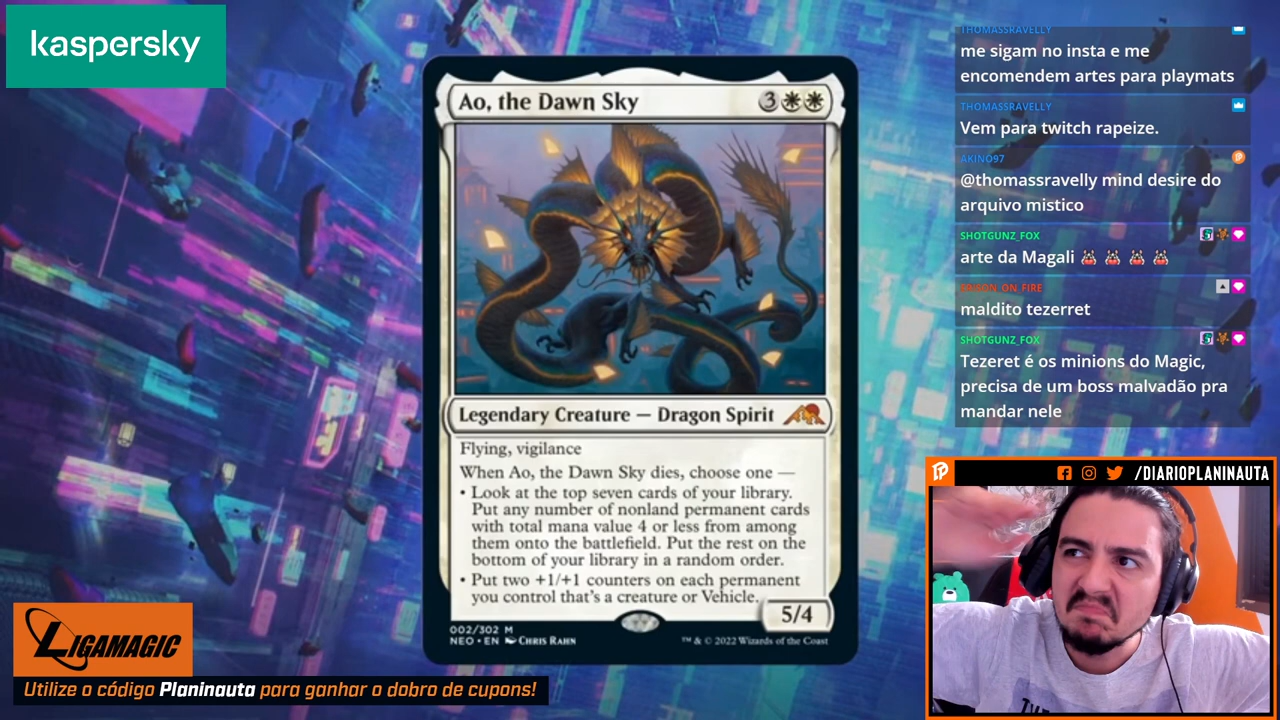 kaspersky
Ao, the Dawn Sky
3
Legendary Creature — Dragon Spirit
Flying, vigilance
When Ao, the Dawn Sky dies, choose one —
• Look at the top seven cards of your library.
Put any number of nonland permanent cards
with total mana value 4 or less from among
them onto the battlefield. Put the rest on the
bottom of your library in a random order.
• Put two +1/+1 counters on each permanent
you control that's a creature or Vehicle.
5/4
002/302 M
NEO • EN Chris Rahn
™ & © 2022 Wizards of the Coast
THOMASSRAVELLY
me sigam no insta e me
encomendem artes para playmats
THOMASSRAVELLY
Vem para twitch rapeize.
AKINO97
@thomassravelly mind desire do
arquivo mistico
SHOTGUNZ_FOX
arte da Magali
_ON_FIRE
maldito tezerret
SHOTGUNZ_FOX
Tezeret é os minions do Magic,
precisa de um boss malvadão pra
mandar nele
/DIARIOPLANINAUTA
LIGAMAGIC
Utilize o código Planinauta para ganhar o dobro de cupons!